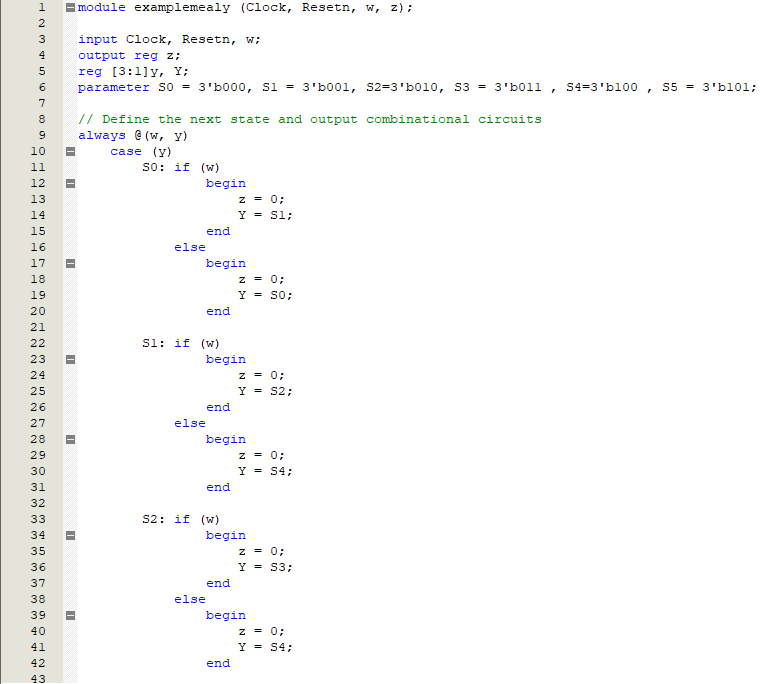 1 module examplemealy (Clock, Resetn, w, z);
2
3 input Clock, Resetn, w;
4 output reg z;
5 reg [3:1]y, Y;
6 parameter S0 = 3'b000, S1 = 3'b001, S2=3'b010, S3 = 3'b011 , S4=3'b100 , S5 = 3'b101;
7
8 // Define the next state and output combinational circuits
9 always @(w, y)
10 case (y)
11 S0: if (w)
12 begin
13 z = 0;
14 Y = S1;
15 end
16 else
17 begin
18 z = 0;
19 Y = S0;
20 end
21
22 S1: if (w)
23 begin
24 z = 0;
25 Y = S2;
26 end
27 else
28 begin
29 z = 0;
30 Y = S4;
31 end
32
33 S2: if (w)
34 begin
35 z = 0;
36 Y = S3;
37 end
38 else
39 begin
40 z = 0;
41 Y = S4;
42 end
43